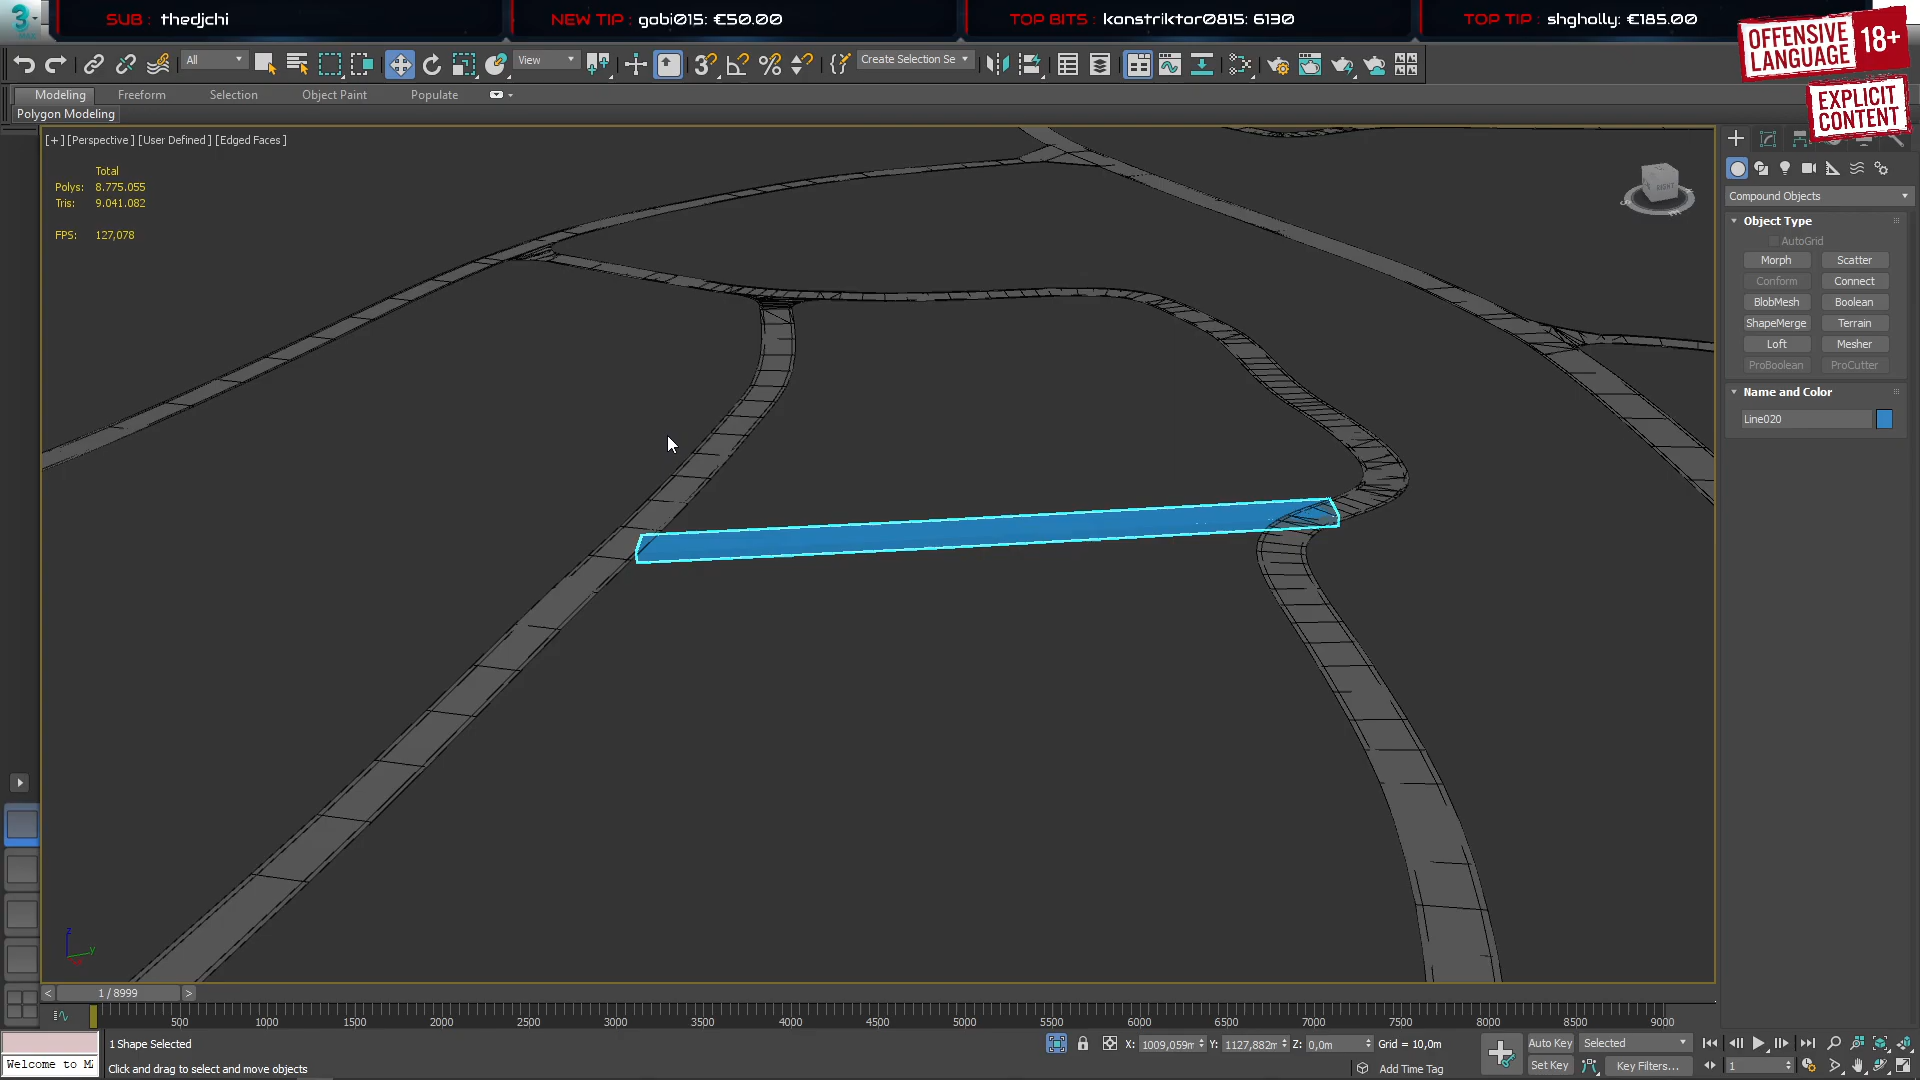 SUB : thedjchi
NEW TIP : gabi015: €50.00
TOP BITS : konstriktor0815: 6130
TOP TIP : shgholly: €185.00
OFFENSIVE LANGUAGE 18+
EXPLICIT CONTENT
3
MAX
All
View
Create Selection Se
Modeling
Freeform
Selection
Object Paint
Populate
Polygon Modeling
[+] [Perspective] [User Defined] [Edged Faces]
Total
Polys: 8.775.055
Tris: 9.041.082
FPS: 127,078
RIGHT
Compound Objects
Object Type
AutoGrid
Morph
Scatter
Conform
Connect
BlobMesh
Boolean
ShapeMerge
Terrain
Loft
Mesher
ProBoolean
ProCutter
Name and Color
Line020
z
y
< 1 / 8999 >
500 1000 1500 2000 2500 3000 3500 4000 4500 5000 5500 6000 6500 7000 7500 8000 8500 9000
1 Shape Selected
X: 1009,059m
Y: 1127,882m
Z: 0,0m
Grid = 10,0m
Auto Key
Selected
Welcome to M
Click and drag to select and move objects
Add Time Tag
Set Key
Key Filters...
1